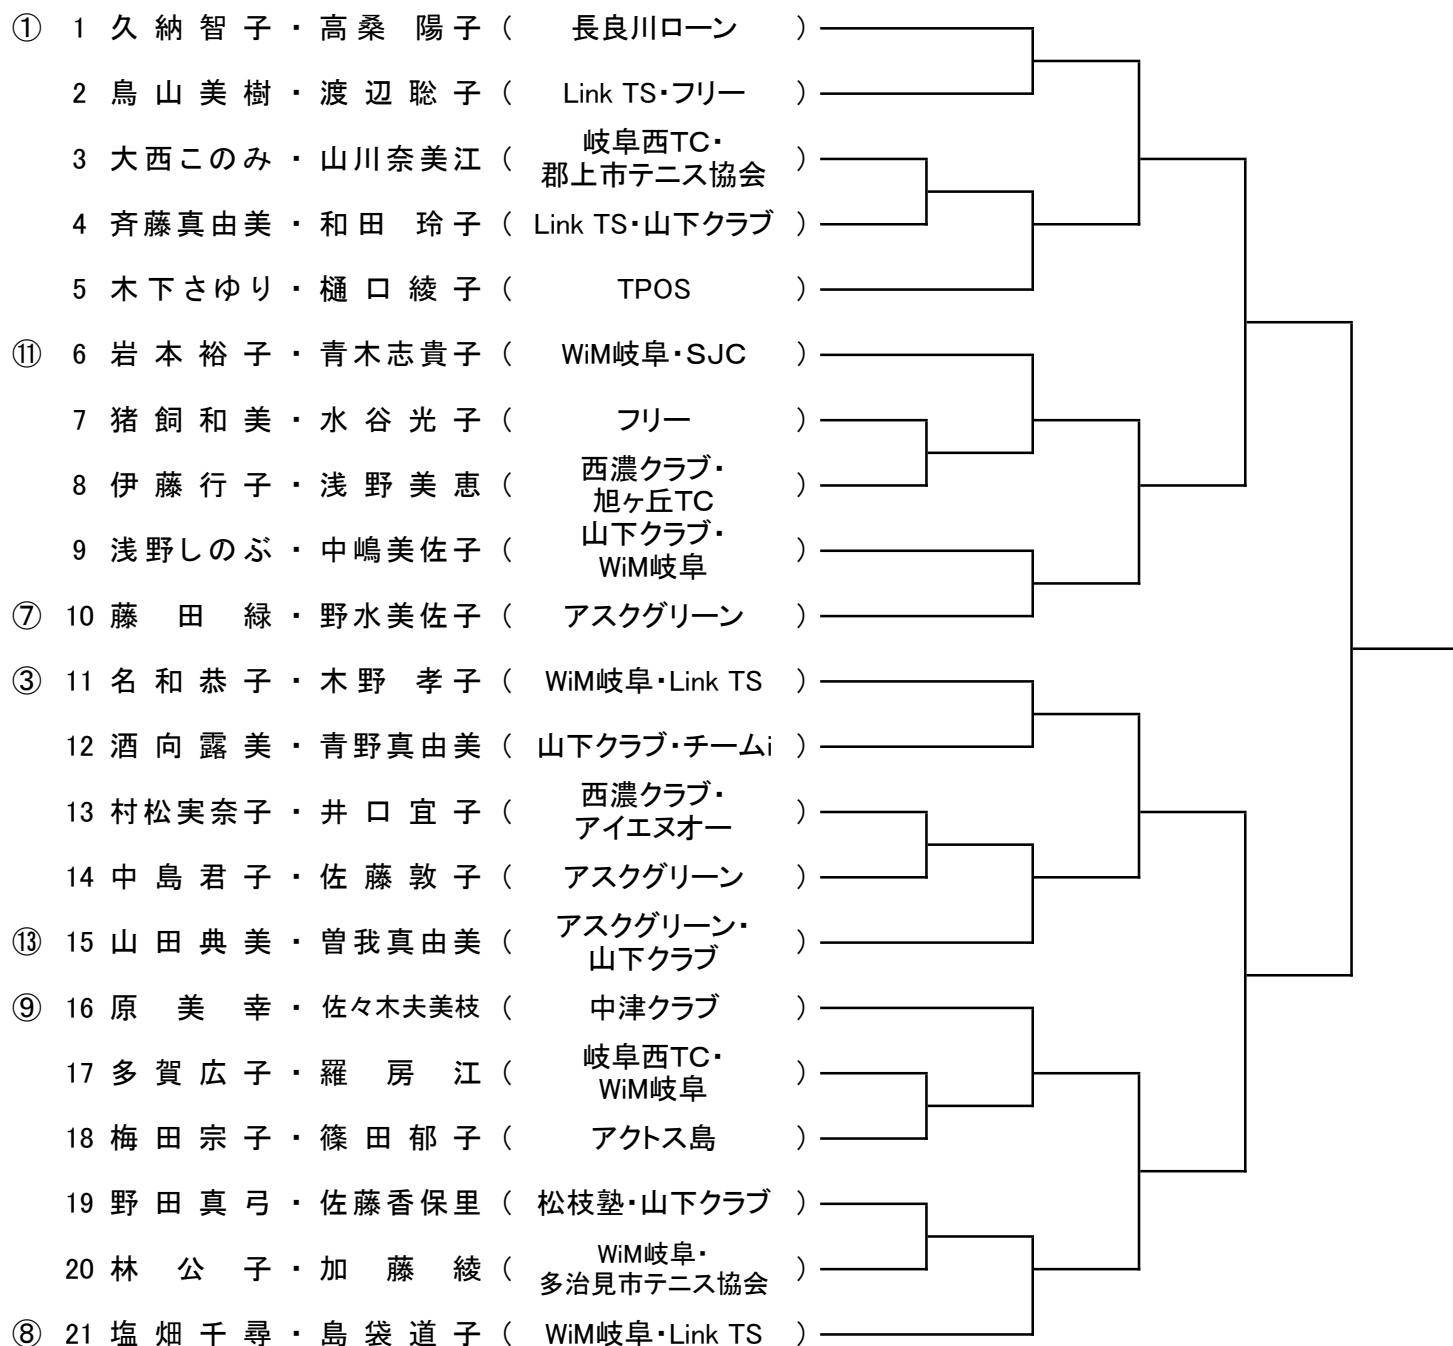 ① 1 久納智子・高桑 陽子 ( 長良川ローン )
2 鳥山美樹・渡辺聡子 ( Link TS・フリー )
3 大西このみ・山川奈美江 ( 岐阜西TC・
郡上市テニス協会 )
4 斉藤真由美・和田 玲子 ( Link TS・山下クラブ )
5 木下さゆり・樋口綾子 ( TPOS )
⑪ 6 岩本裕子・青木志貴子 ( WiM岐阜・SJC )
7 猪飼和美・水谷光子 ( フリー )
8 伊藤行子・浅野美恵 ( 西濃クラブ・
旭ヶ丘TC )
9 浅野しのぶ・中嶋美佐子 ( 山下クラブ・
WiM岐阜 )
⑦ 10 藤田 緑・野水美佐子 ( アスクグリーン )
③ 11 名和恭子・木野 孝子 ( WiM岐阜・Link TS )
12 酒向露美・青野真由美 ( 山下クラブ・チームi )
13 村松実奈子・井口宜子 ( 西濃クラブ・
アイエヌオー )
14 中島君子・佐藤敦子 ( アスクグリーン )
⑬ 15 山田典美・曽我真由美 ( アスクグリーン・
山下クラブ )
⑨ 16 原 美幸・佐々木夫美枝 ( 中津クラブ )
17 多賀広子・羅 房江 ( 岐阜西TC・
WiM岐阜 )
18 梅田宗子・篠田郁子 ( アクトス島 )
19 野田真弓・佐藤香保里 ( 松枝塾・山下クラブ )
20 林 公子・加藤 綾 ( WiM岐阜・
多治見市テニス協会 )
⑧ 21 塩畑千尋・島袋道子 ( WiM岐阜・Link TS )